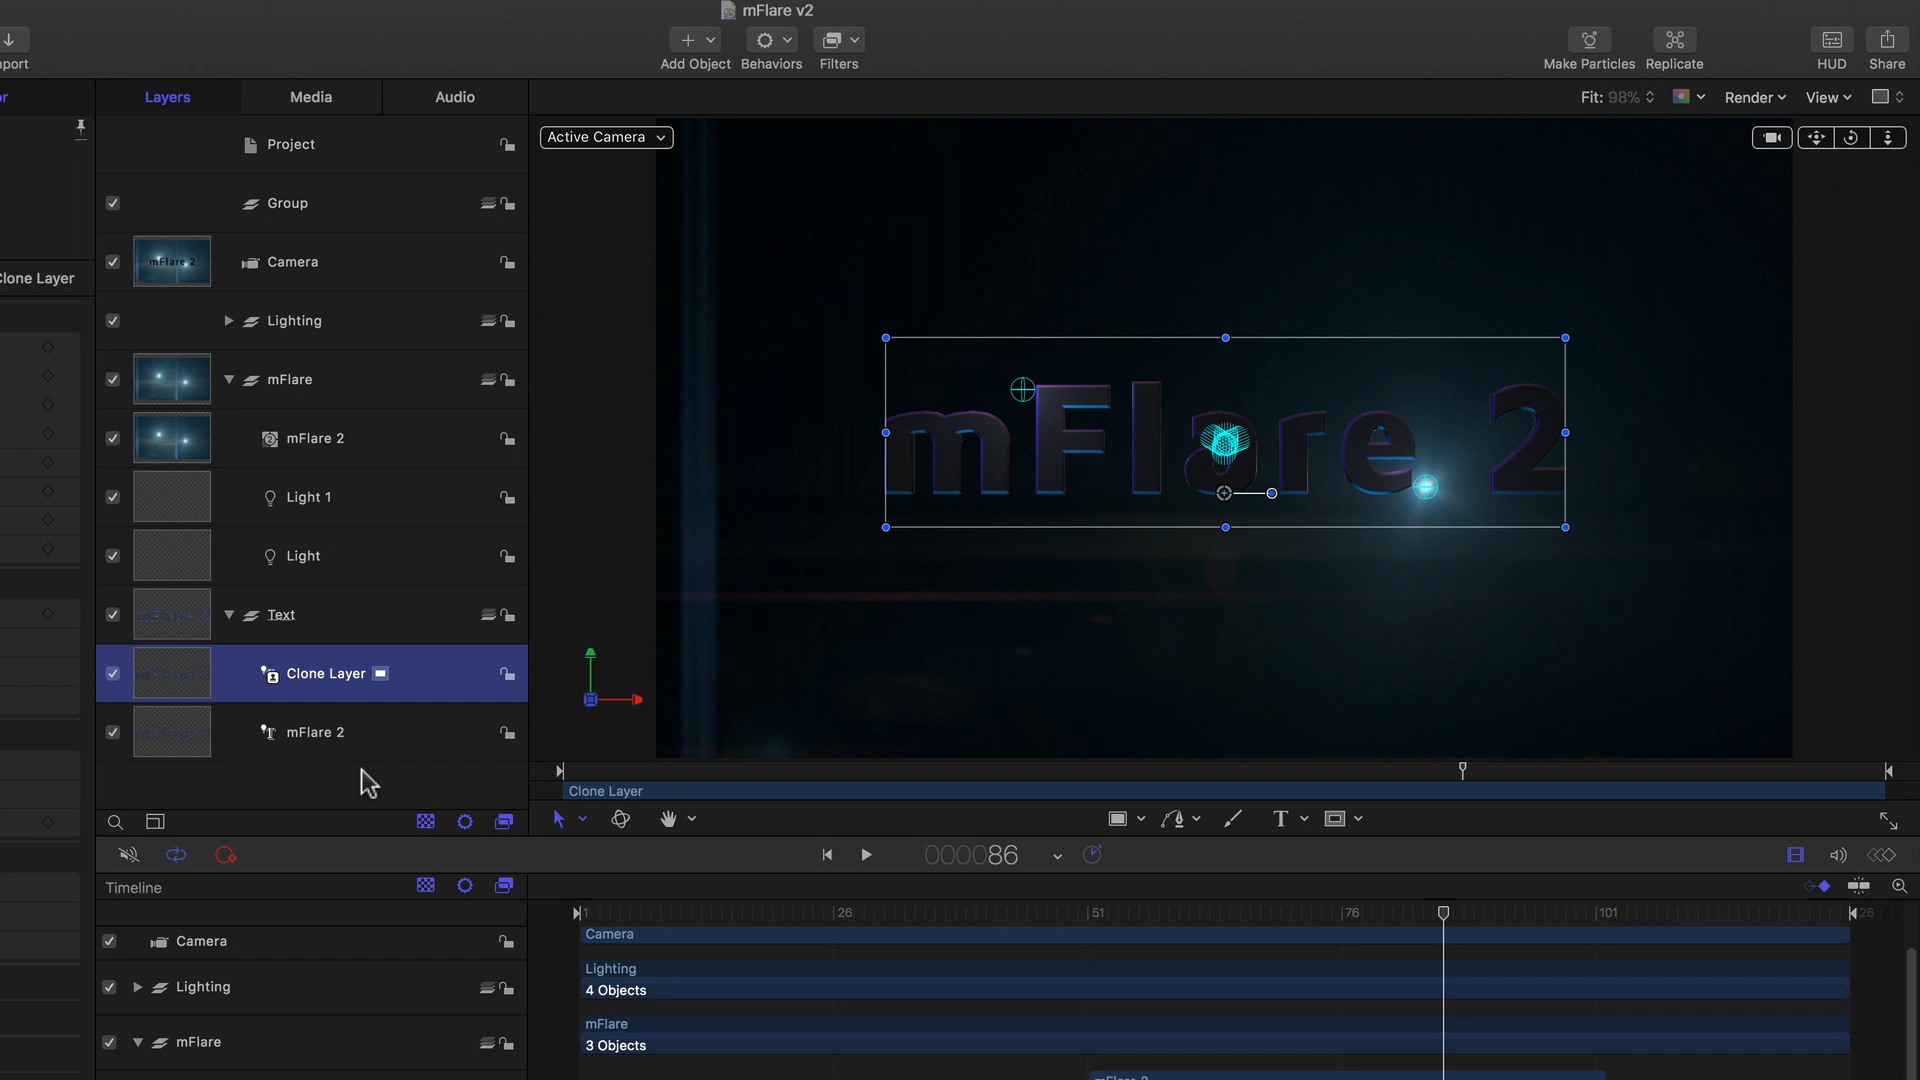 mFlare v2
Add Object
Behaviors
Filters
Make Particles
Replicate
HUD
Share
Layers
Media
Audio
Fit: 98%
Render
View
Project
Active Camera
Group
mFlare 2
Camera
Clone Layer
Lighting
mFlare
mFlare 2
mFlare 2
Light 1
Light
Text
Clone Layer
mFlare 2
Clone Layer
T
000086
Timeline
1
26
51
76
101
Camera
Camera
Lighting
Lighting
4 Objects
mFlare
mFlare
3 Objects